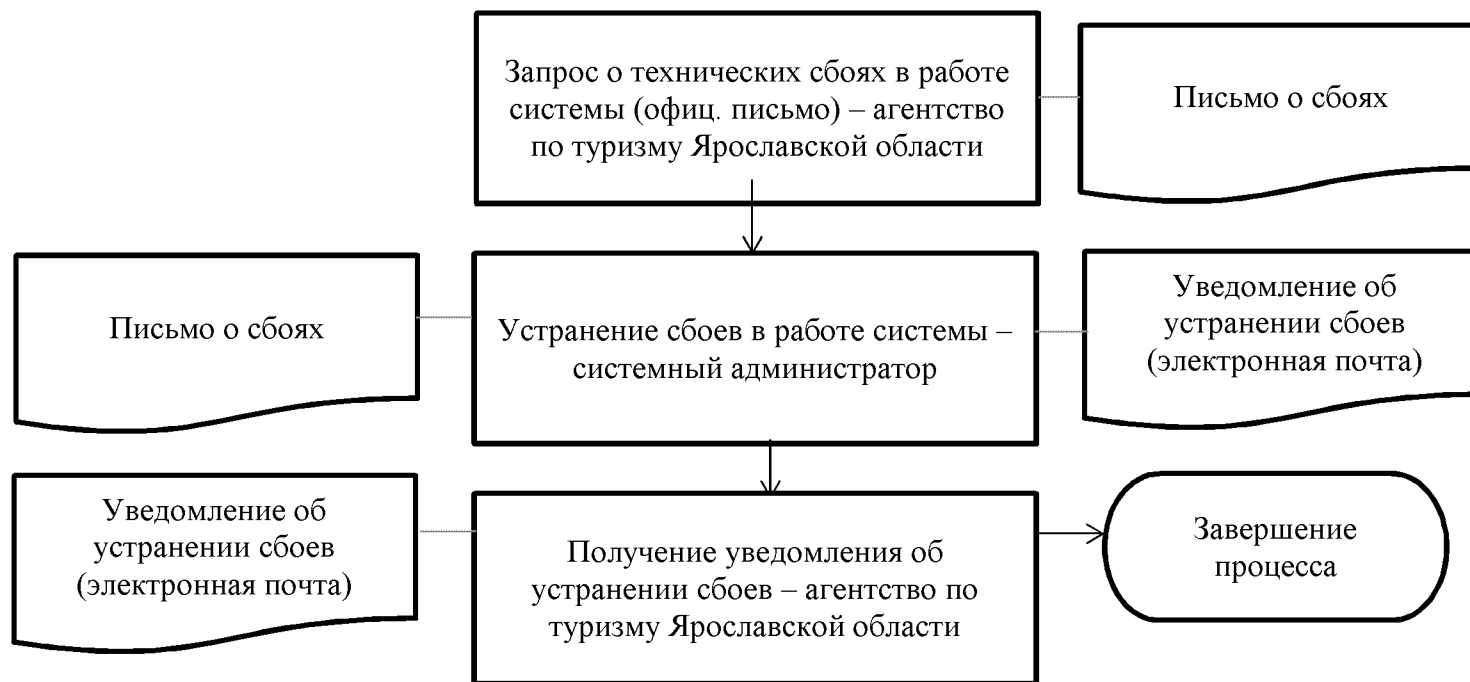 Запрос о технических сбоях в работе
системы (офиц. письмо) – агентство
по туризму Ярославской области
Письмо о сбоях
Письмо о сбоях
Устранение сбоев в работе системы –
системный администратор
Уведомление об
устранении сбоев
(электронная почта)
Уведомление об
устранении сбоев
(электронная почта)
Получение уведомления об
устранении сбоев – агентство по
туризму Ярославской области
Завершение
процесса